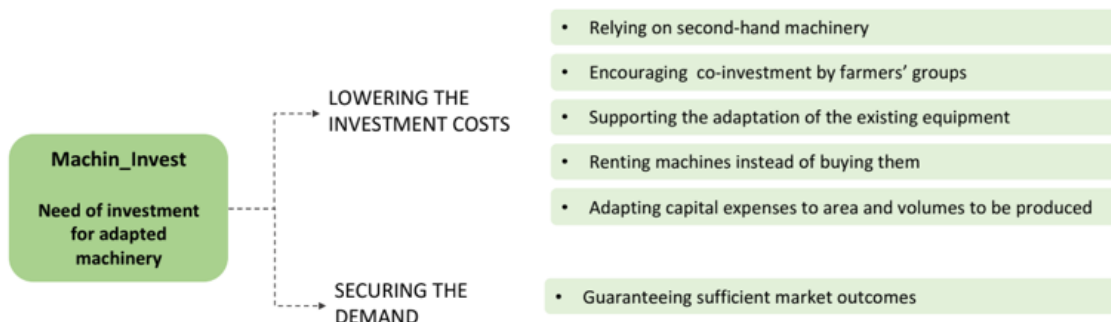 Machin_Invest
Need of investment
for adapted
machinery
LOWERING THE
INVESTMENT COSTS
• Relying on second-hand machinery
• Encouraging co-investment by farmers’ groups
• Supporting the adaptation of the existing equipment
• Renting machines instead of buying them
• Adapting capital expenses to area and volumes to be produced
SECURING THE
DEMAND
• Guaranteeing sufficient market outcomes